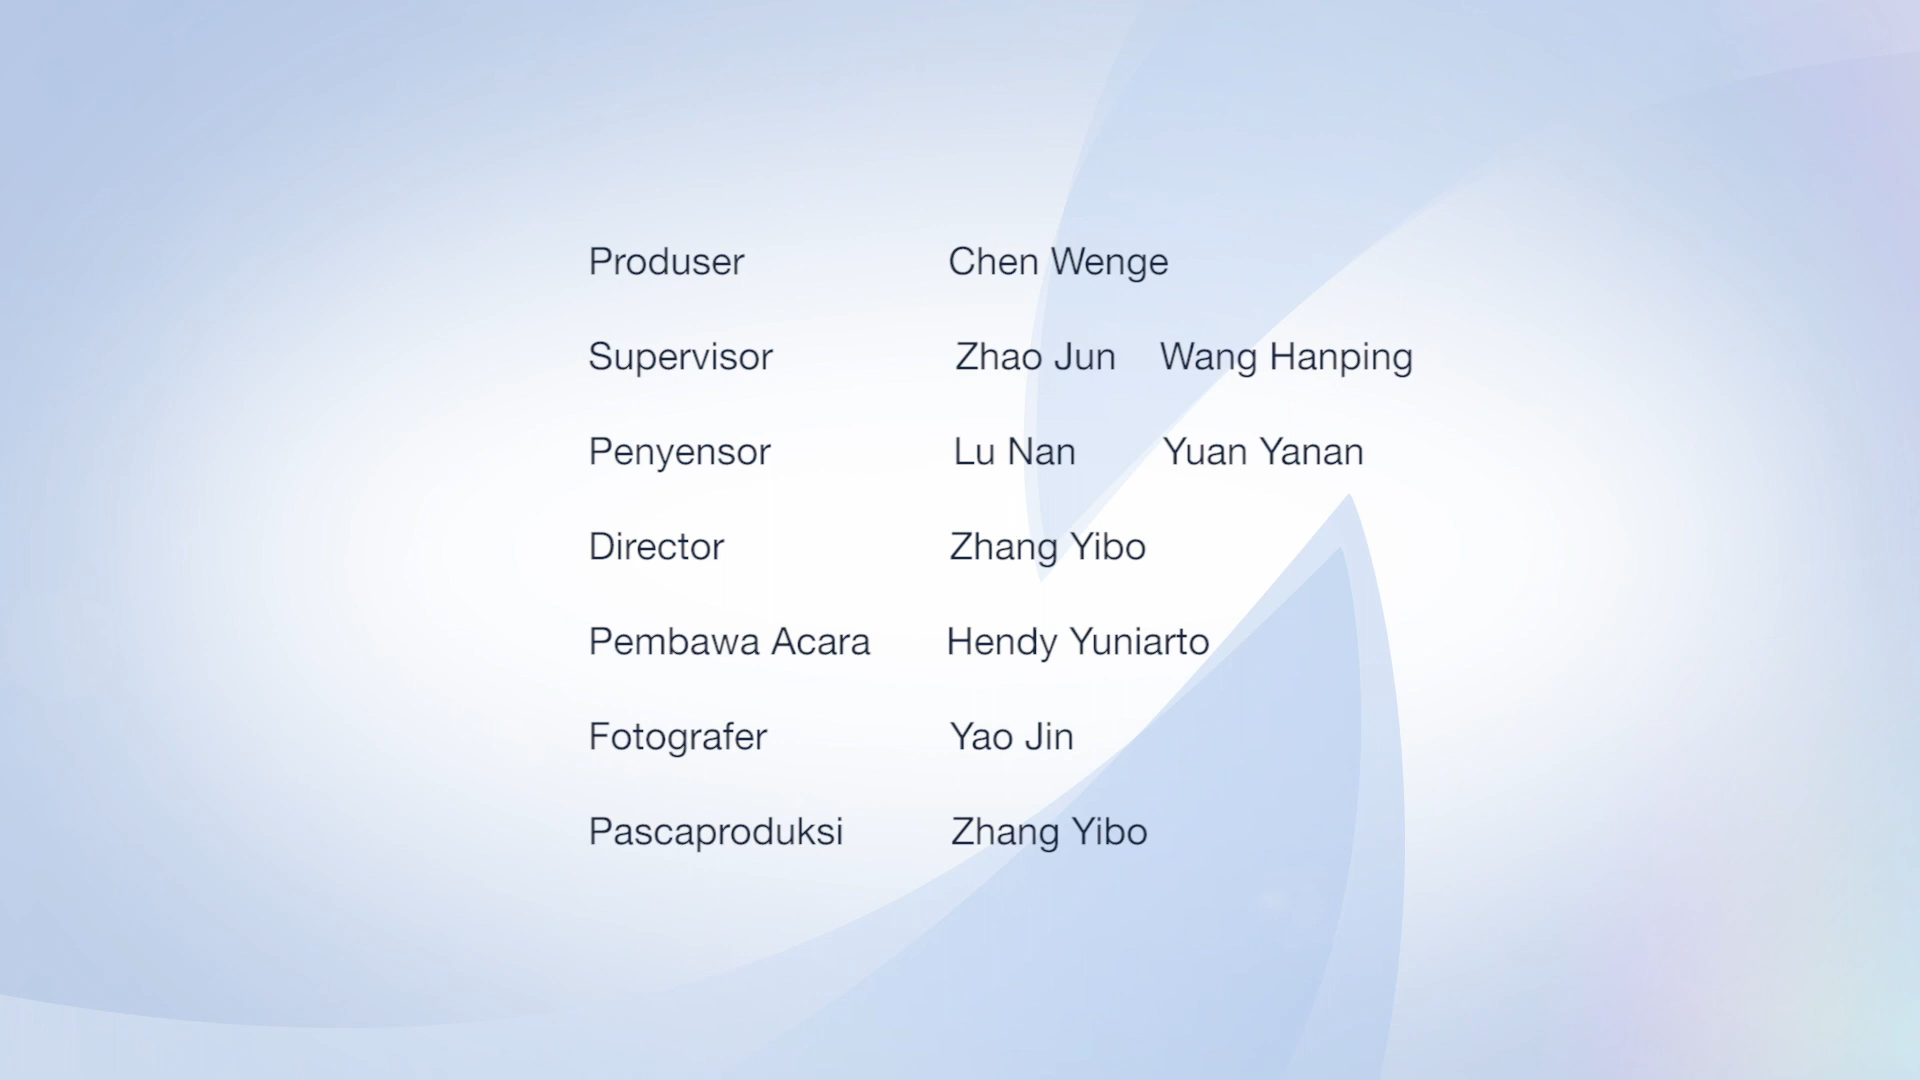 Produser Chen Wenge
Supervisor Zhao Jun Wang Hanping
Penyensor Lu Nan Yuan Yanan
Director Zhang Yibo
Pembawa Acara Hendy Yuniarto
Fotografer Yao Jin
Pascaproduksi Zhang Yibo